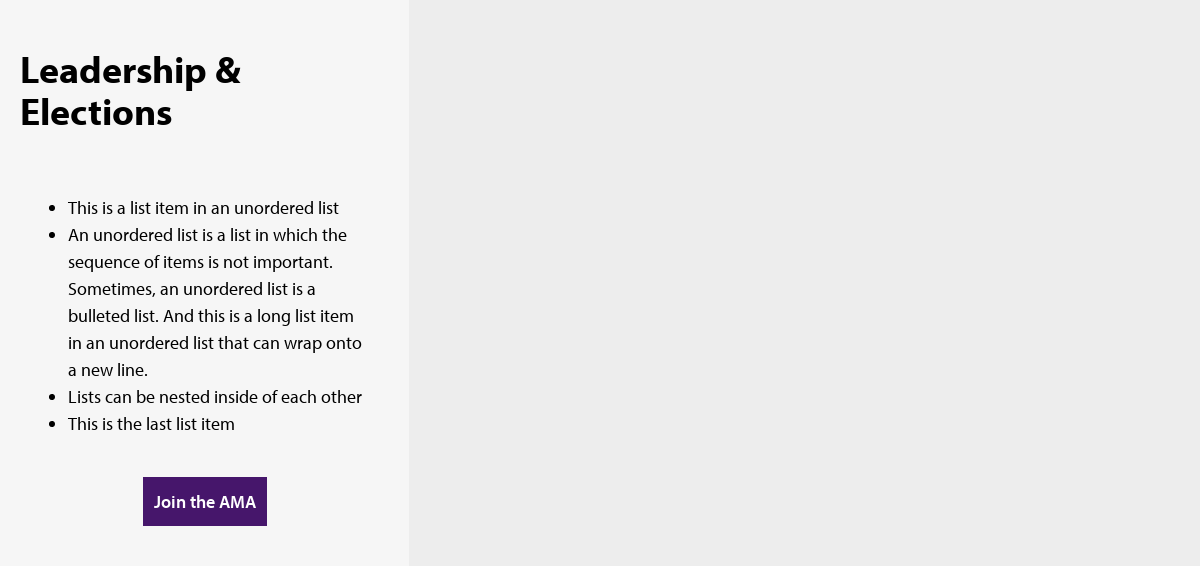 Leadership &
Elections
This is a list item in an unordered list
An unordered list is a list in which the
sequence of items is not important.
Sometimes, an unordered list is a
bulleted list. And this is a long list item
in an unordered list that can wrap onto
a new line.
Lists can be nested inside of each other
This is the last list item
Join the AMA